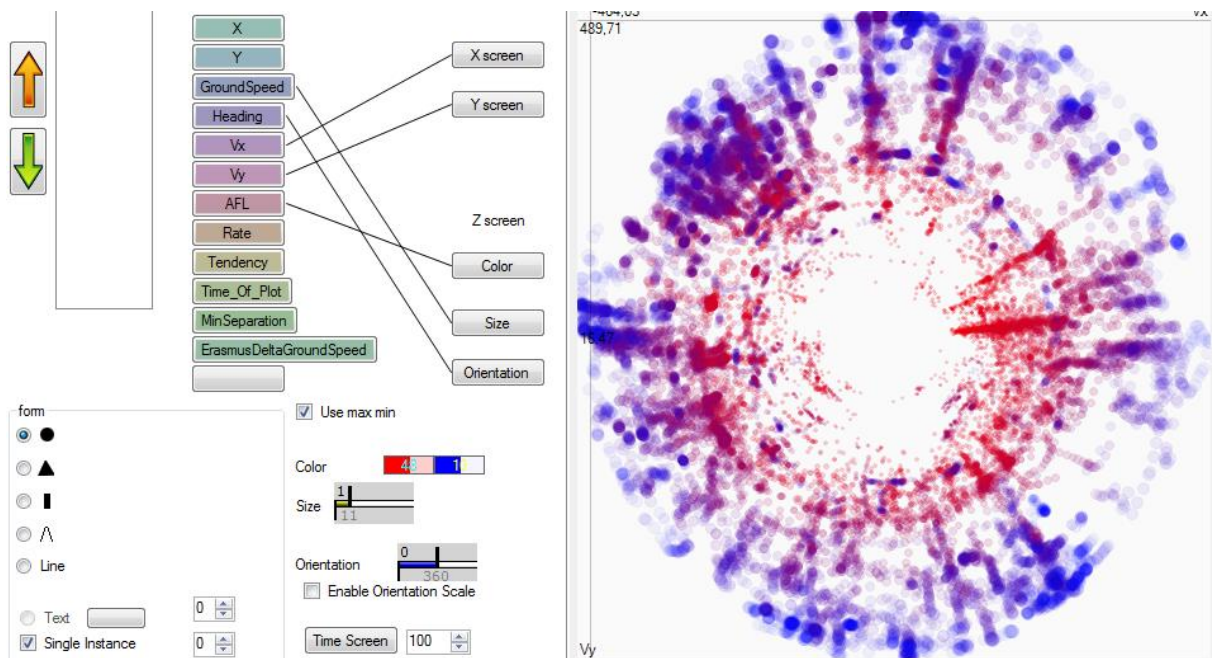 X
Y
GroundSpeed
Heading
Vx
Vy
AFL
Rate
Tendency
Time_Of_Plot
MinSeparation
ErasmusDeltaGroundSpeed
X screen
Y screen
Z screen
Color
Size
Orientation
form
Line
Text
0
Single Instance
0
Use max min
Color
48
Size
1
11
Orientation
0
360
Enable Orientation Scale
Time Screen
100
Vx
489,71
Vy